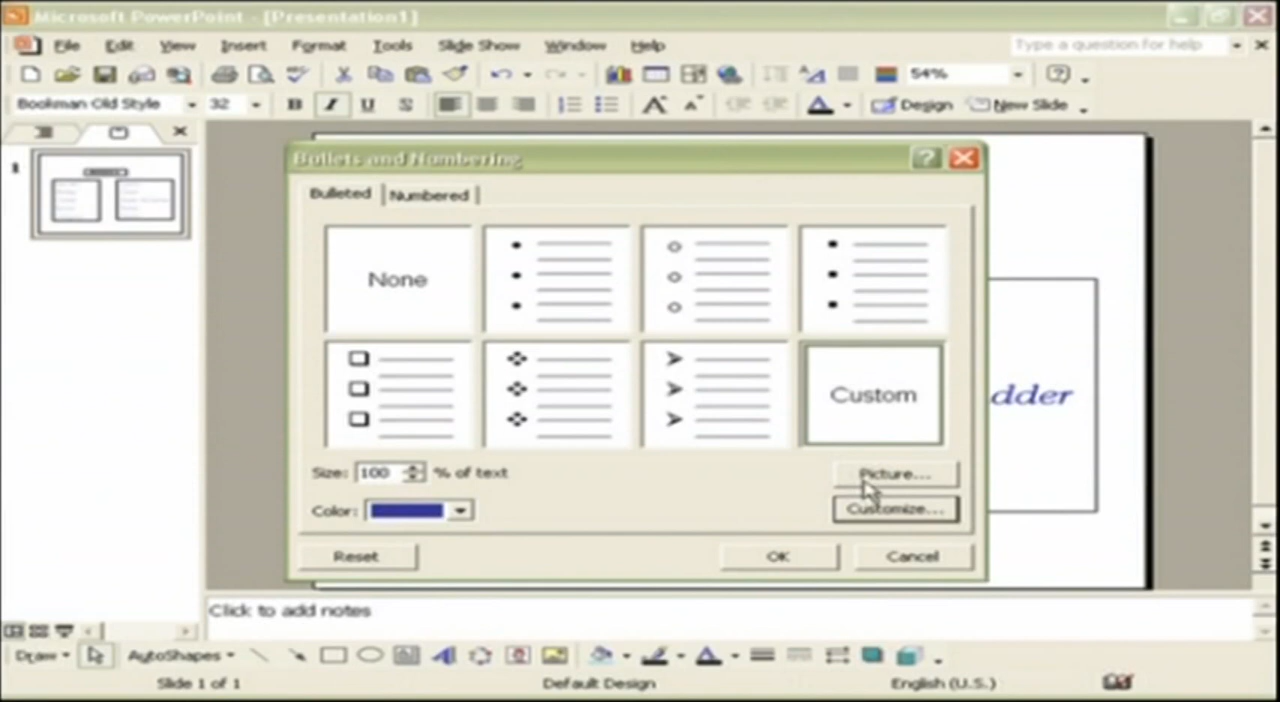 Microsoft PowerPoint - [Presentation1]
File Edit View Insert Format Tools Slide Show Window Help Type a question for help
54%
Bookman Old Style 32 B I U S Design New Slide
1
Bullets and Numbering
Bulleted Numbered
None
Custom
dder
Size: 100 % of text Picture...
Color: Customize...
Reset OK Cancel
Click to add notes
Draw AutoShapes
Slide 1 of 1 Default Design English (U.S.)